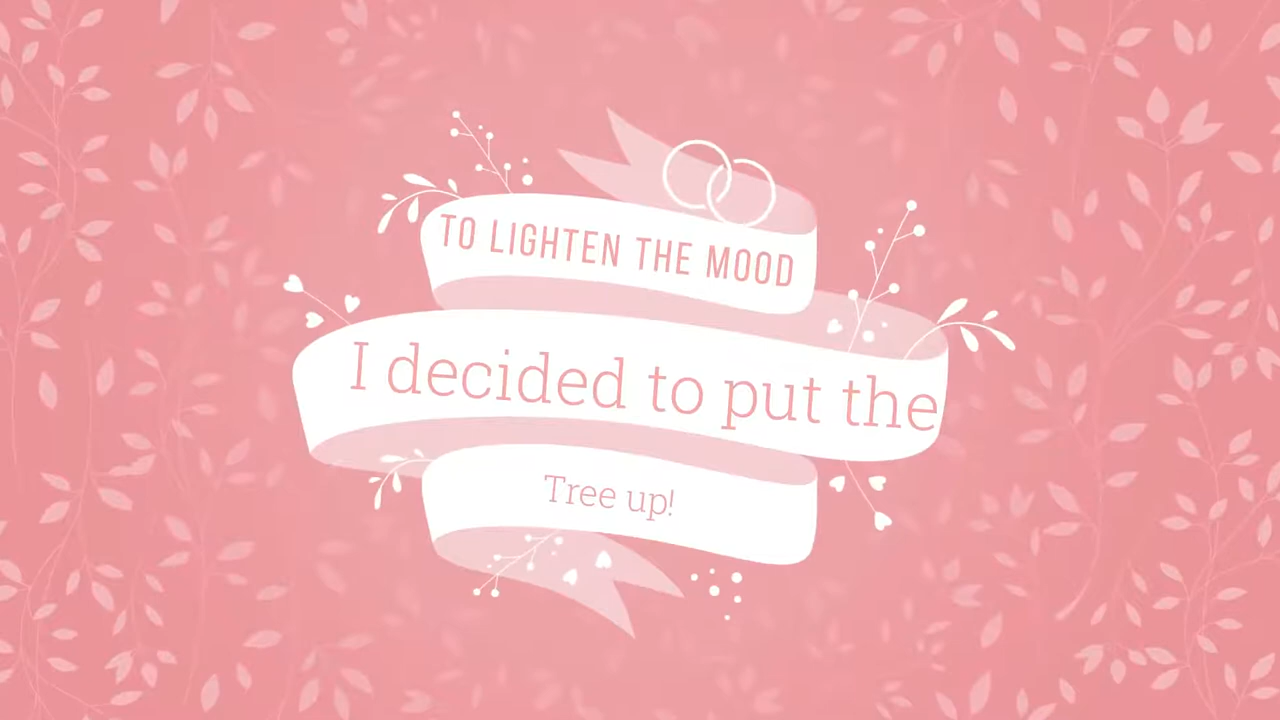 TO LIGHTEN THE MOOD
I decided to put the
Tree up!